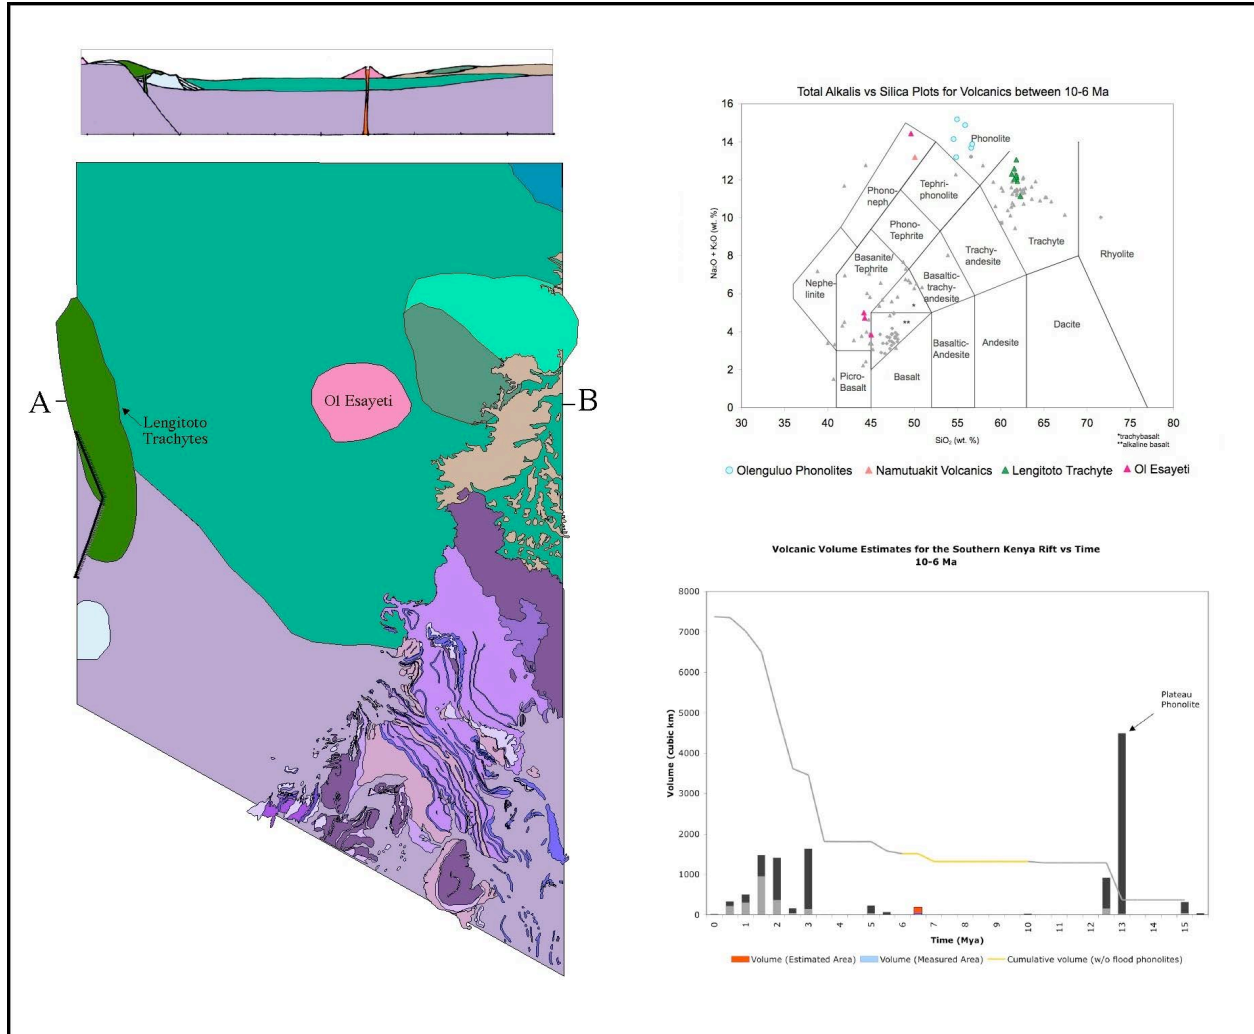 A
B
Lengitoto
Trachytes
Ol Esayeti
Total Alkalis vs Silica Plots for Volcanics between 10-6 Ma
Na₂O + K₂O (wt. %)
16
14
12
10
8
6
4
2
0
30
35
40
45
50
55
60
65
70
75
80
SiO₂ (wt. %)
Phonolite
Phono-
neph
Tephri-
phonolite
Phono-
Tephrite
Basanite/
Tephrite
Trachy-
andesite
Trachyte
Rhyolite
Nephe-
linite
Basaltic-
trachy-
andesite
*
**
Dacite
Picro-
Basalt
Basalt
Basaltic-
Andesite
Andesite
*trachybasalt
**alkaline basalt
Olenguluo Phonolites
Namutuakit Volcanics
Lengitoto Trachyte
Ol Esayeti
Volcanic Volume Estimates for the Southern Kenya Rift vs Time
10-6 Ma
Volume (cubic km)
8000
7000
6000
5000
4000
3000
2000
1000
0
Plateau
Phonolite
0
1
2
3
4
5
6
7
8
9
10
11
12
13
14
15
Time (Mya)
Volume (Estimated Area)
Volume (Measured Area)
Cumulative volume (w/o flood phonolites)